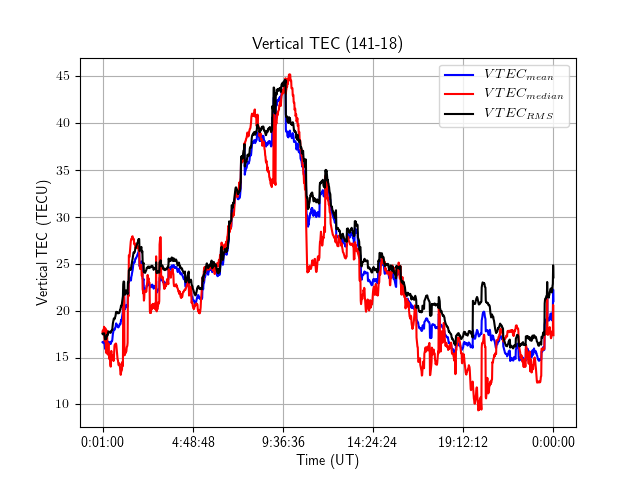 Vertical TEC (141-18)
VTEC_mean
VTEC_median
VTEC_RMS
Vertical TEC (TECU)
45
40
35
30
25
20
15
10
0:01:00 4:48:48 9:36:36 14:24:24 19:12:12 0:00:00
Time (UT)